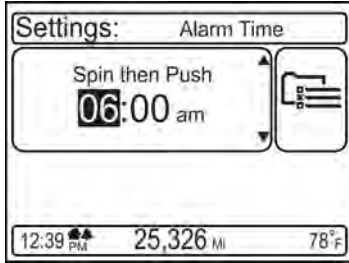 Settings: Alarm Time
Spin then Push
06:00 am
12:39 PM 25,326 MI 78°F